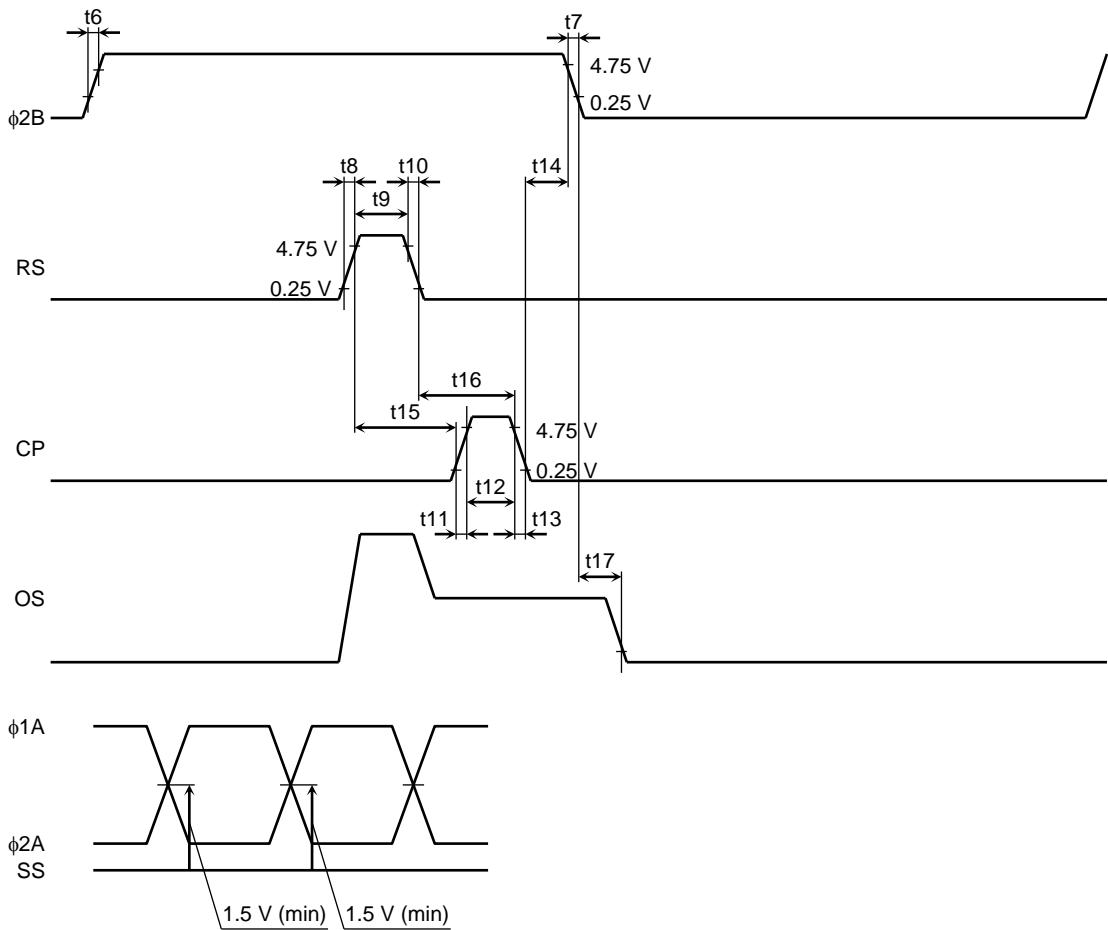 t6
t7
4.75 V
ϕ2B
0.25 V
t8
t10
t14
t9
4.75 V
RS
0.25 V
t16
t15
4.75 V
CP
0.25 V
t12
t11
t13
t17
OS
ϕ1A
ϕ2A
SS
1.5 V (min)
1.5 V (min)